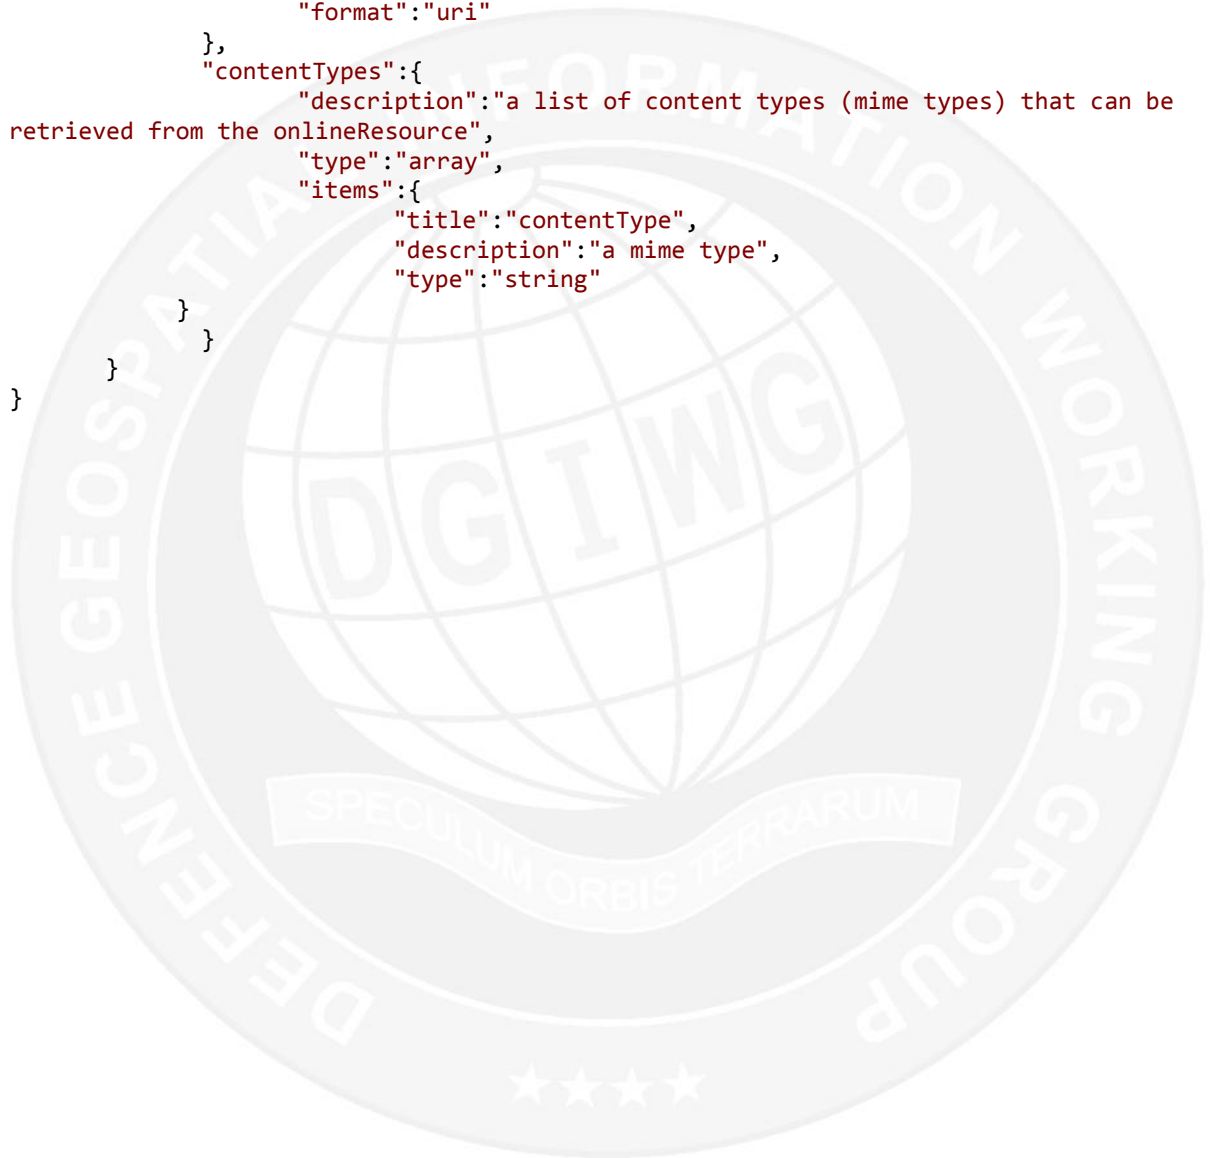 "format":"uri"
},
"contentTypes":{
"description":"a list of content types (mime types) that can be
retrieved from the onlineResource",
"type":"array",
"items":{
"title":"contentType",
"description":"a mime type",
"type":"string"
}
}
}
}
DEFENCE GEOSPATIAL INFORMATION WORKING GROUP
DGIWG
SPECULUM ORBIS TERRARUM